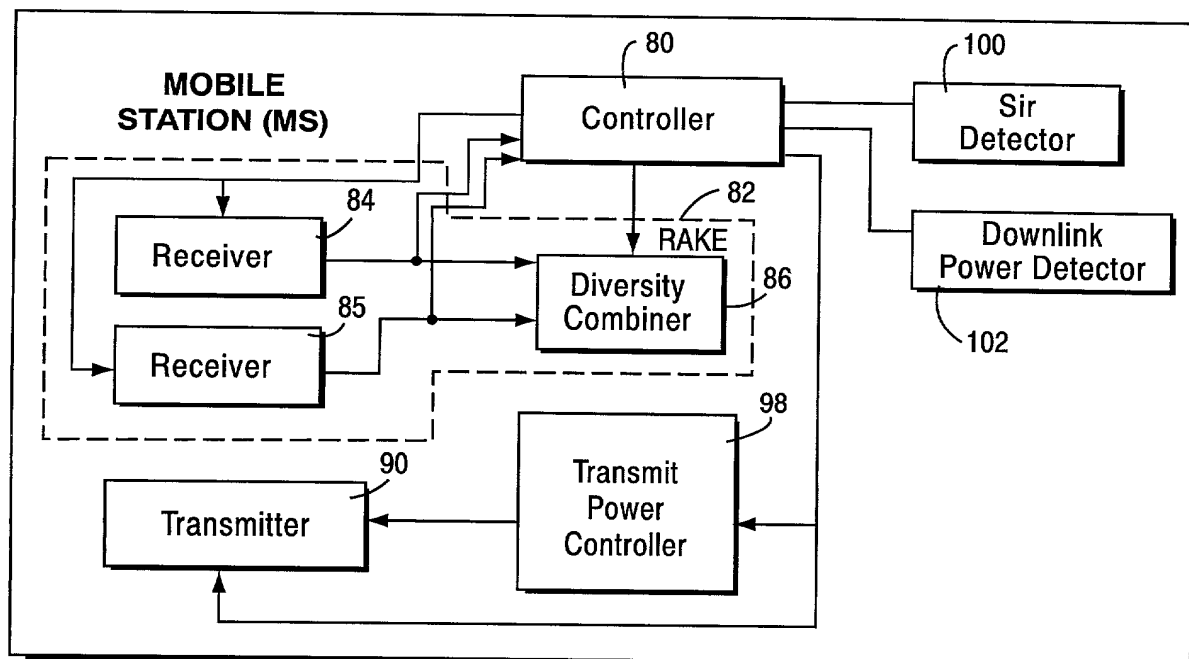 80
100
MOBILE
STATION (MS)
Controller
Sir
Detector
84
82
RAKE
Receiver
Diversity
Combiner
86
Downlink
Power Detector
102
85
Receiver
98
90
Transmitter
Transmit
Power
Controller